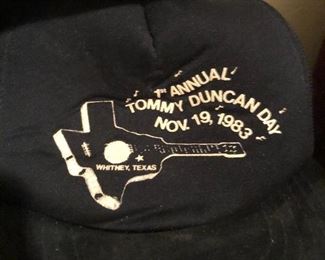 1st ANNUAL
TOMMY DUNCAN DAY
NOV. 19, 1983
WHITNEY, TEXAS